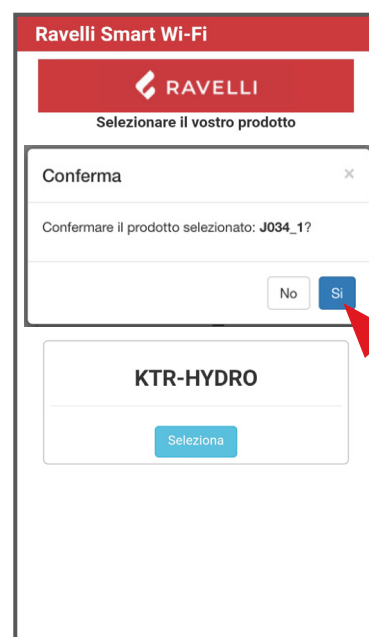 Ravelli Smart Wi-Fi
RAVELLI
Selezionare il vostro prodotto
Conferma ×
Confermare il prodotto selezionato: J034_1?
No Si
KTR-HYDRO
Seleziona